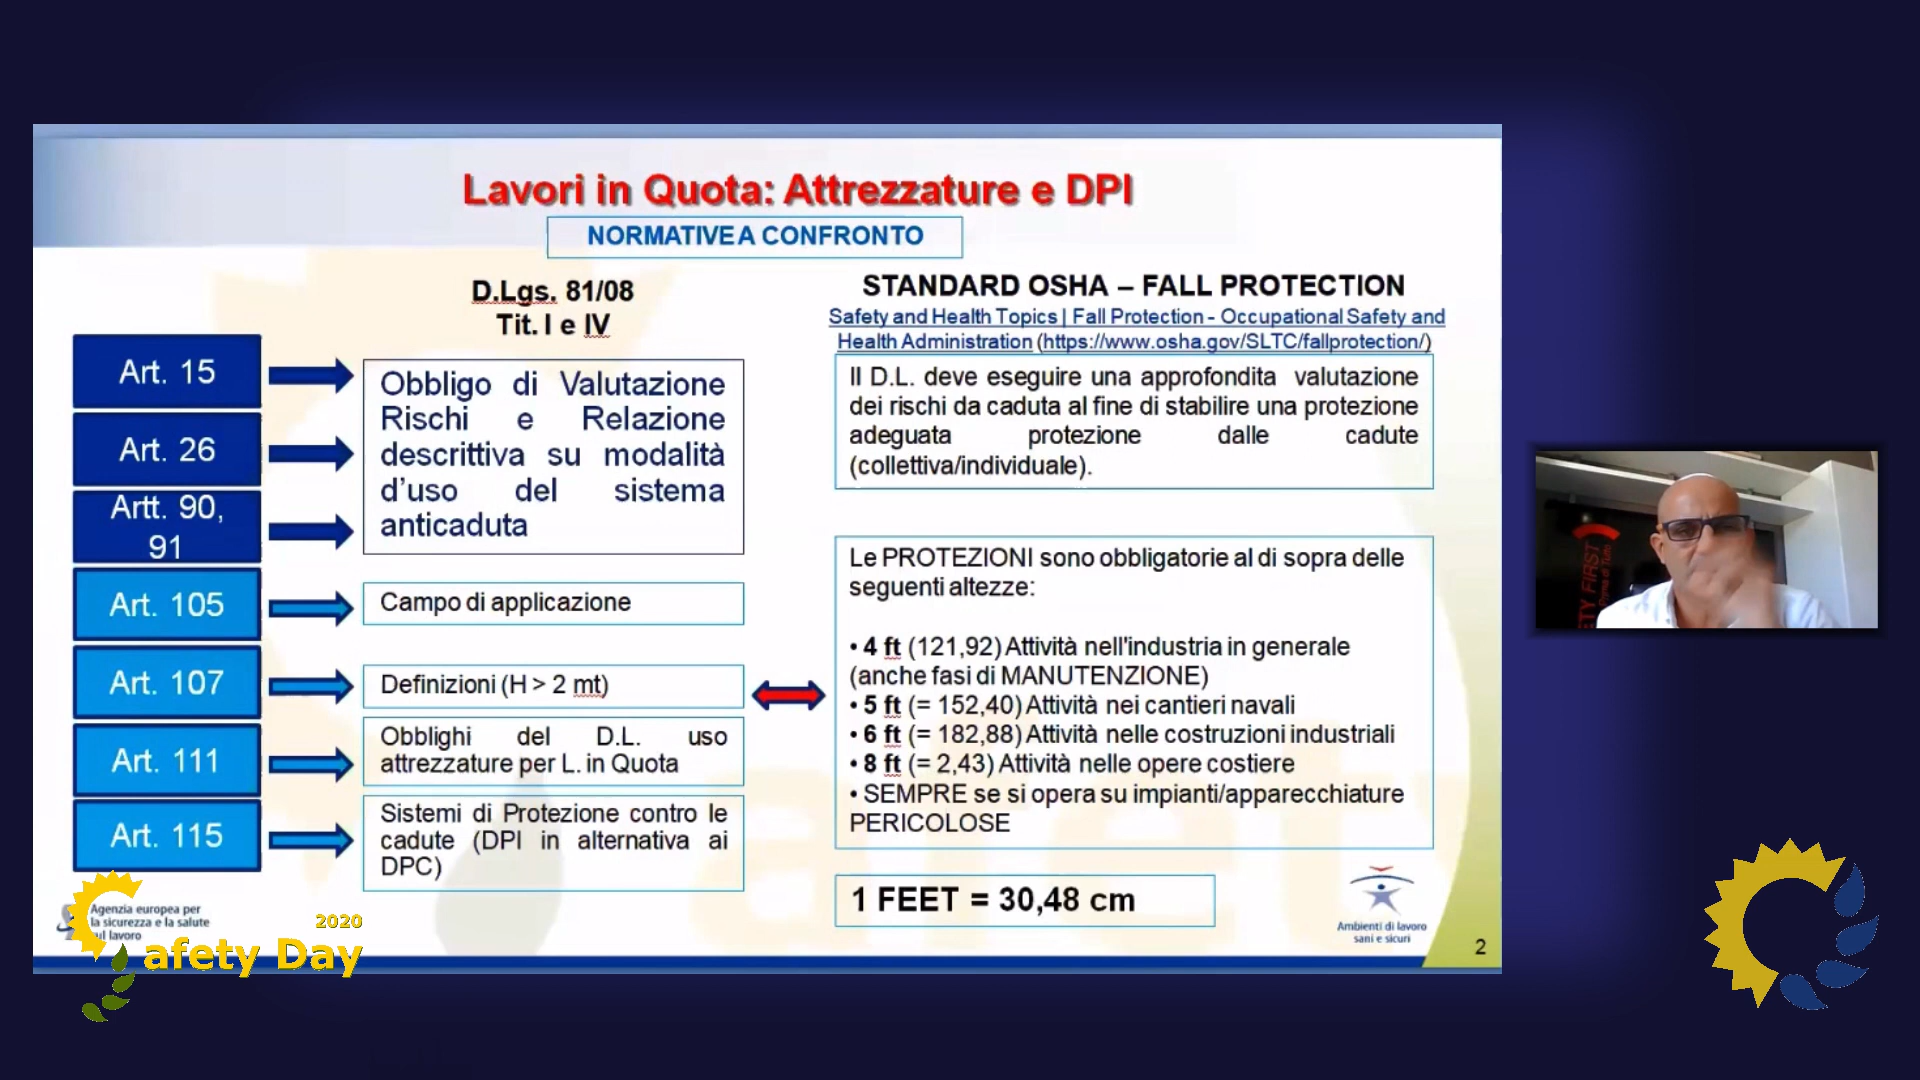 Lavori in Quota: Attrezzature e DPI
NORMATIVE A CONFRONTO
D.Lgs. 81/08
Tit. I e IV
Art. 15
Art. 26
Artt. 90,
91
Obbligo di Valutazione
Rischi e Relazione
descrittiva su modalità
d'uso del sistema
anticaduta
Art. 105
Campo di applicazione
Art. 107
Definizioni (H > 2 mt)
Art. 111
Obblighi del D.L. uso
attrezzature per L. in Quota
Art. 115
Sistemi di Protezione contro le
cadute (DPI in alternativa ai
DPC)
STANDARD OSHA – FALL PROTECTION
Safety and Health Topics | Fall Protection - Occupational Safety and
Health Administration (https://www.osha.gov/SLTC/fallprotection/)
Il D.L. deve eseguire una approfondita valutazione
dei rischi da caduta al fine di stabilire una protezione
adeguata protezione dalle cadute
(collettiva/individuale).
Le PROTEZIONI sono obbligatorie al di sopra delle
seguenti altezze:
• 4 ft (121,92) Attività nell'industria in generale
(anche fasi di MANUTENZIONE)
• 5 ft (= 152,40) Attività nei cantieri navali
• 6 ft (= 182,88) Attività nelle costruzioni industriali
• 8 ft (= 2,43) Attività nelle opere costiere
• SEMPRE se si opera su impianti/apparecchiature
PERICOLOSE
1 FEET = 30,48 cm
Ambienti di lavoro
sani e sicuri
2
Agenzia europea per
la sicurezza e la salute
sul lavoro
2020
afety Day
ETY FIRST